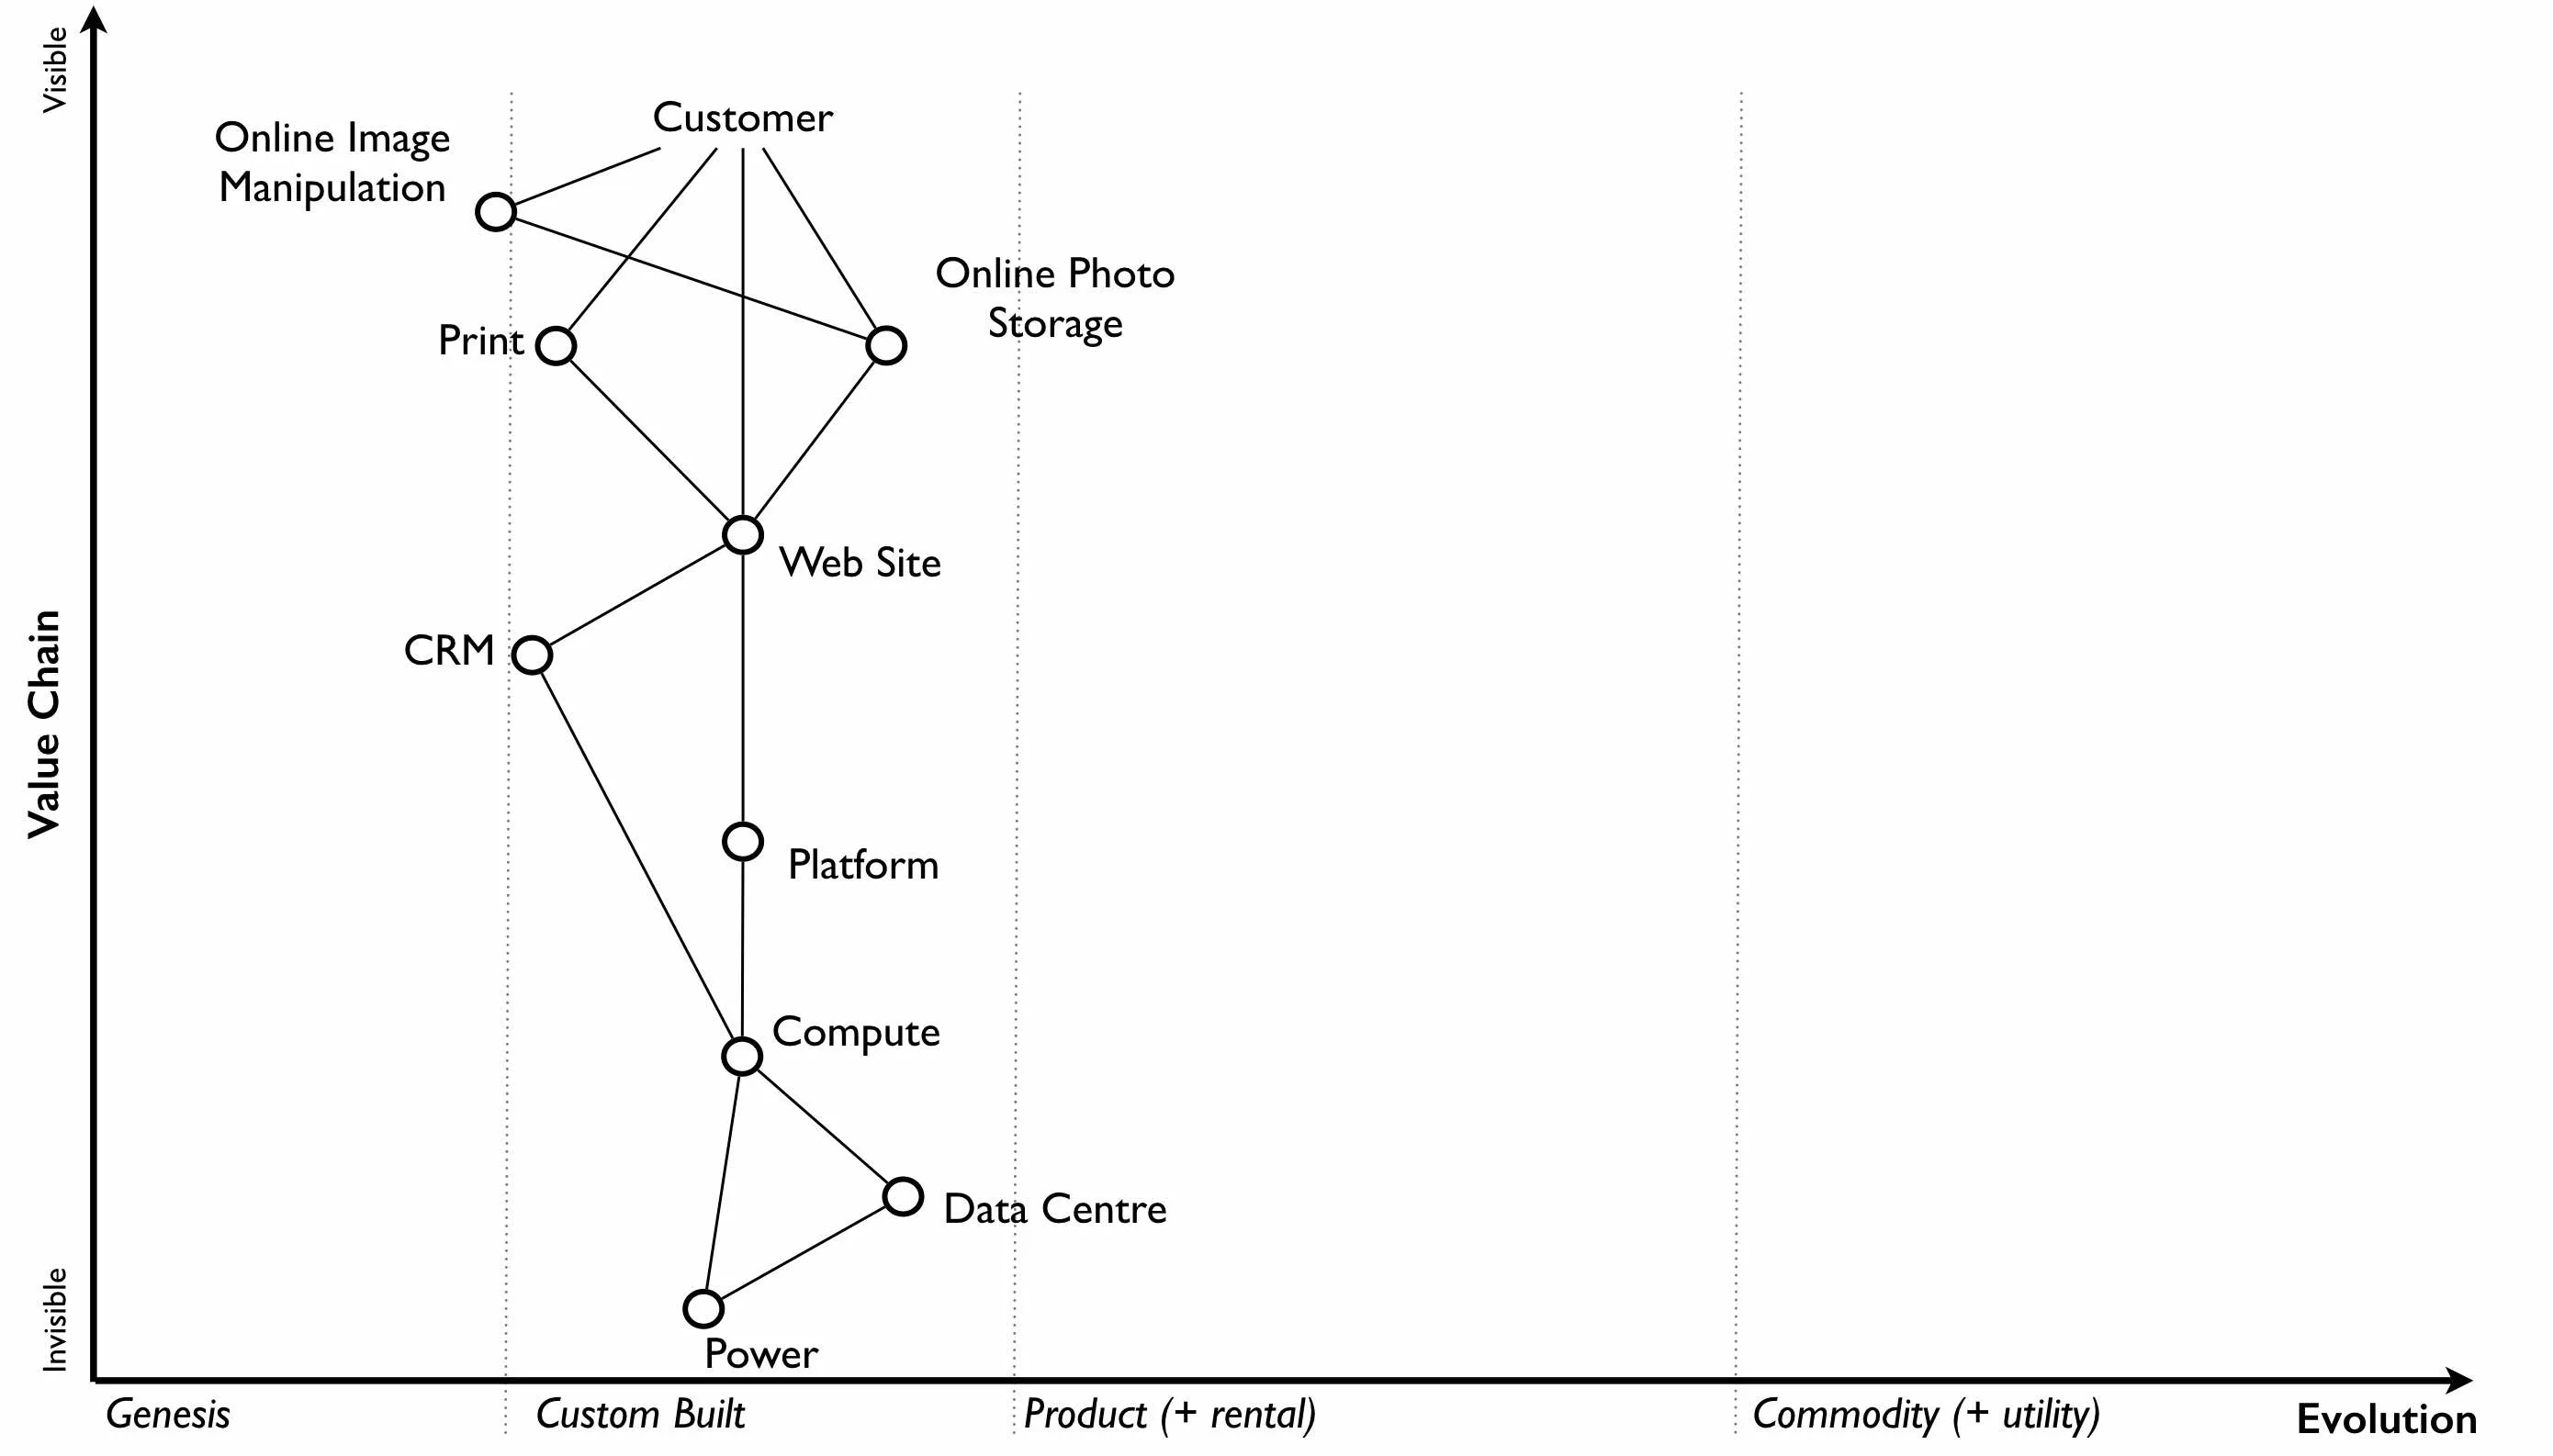 Visible
Customer
Online Image
Manipulation
Online Photo
Storage
Print
Web Site
CRM
Value Chain
Platform
Compute
Data Centre
Invisible
Power
Genesis
Custom Built
Product (+ rental)
Commodity (+ utility)
Evolution